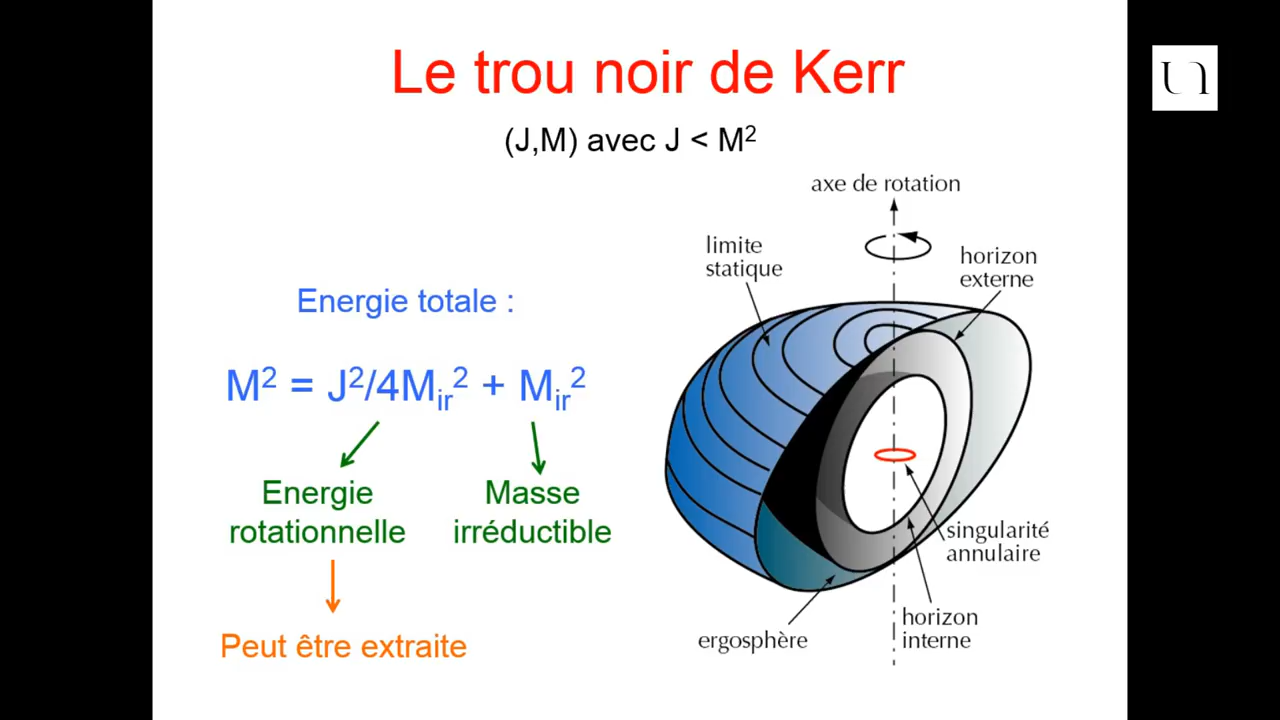 Le trou noir de Kerr
(J,M) avec J < M²
axe de rotation
limite
statique
horizon
externe
Energie totale :
M² = J²/4Mir² + Mir²
Energie
rotationnelle
Masse
irréductible
singularité
annulaire
horizon
interne
ergosphère
Peut être extraite